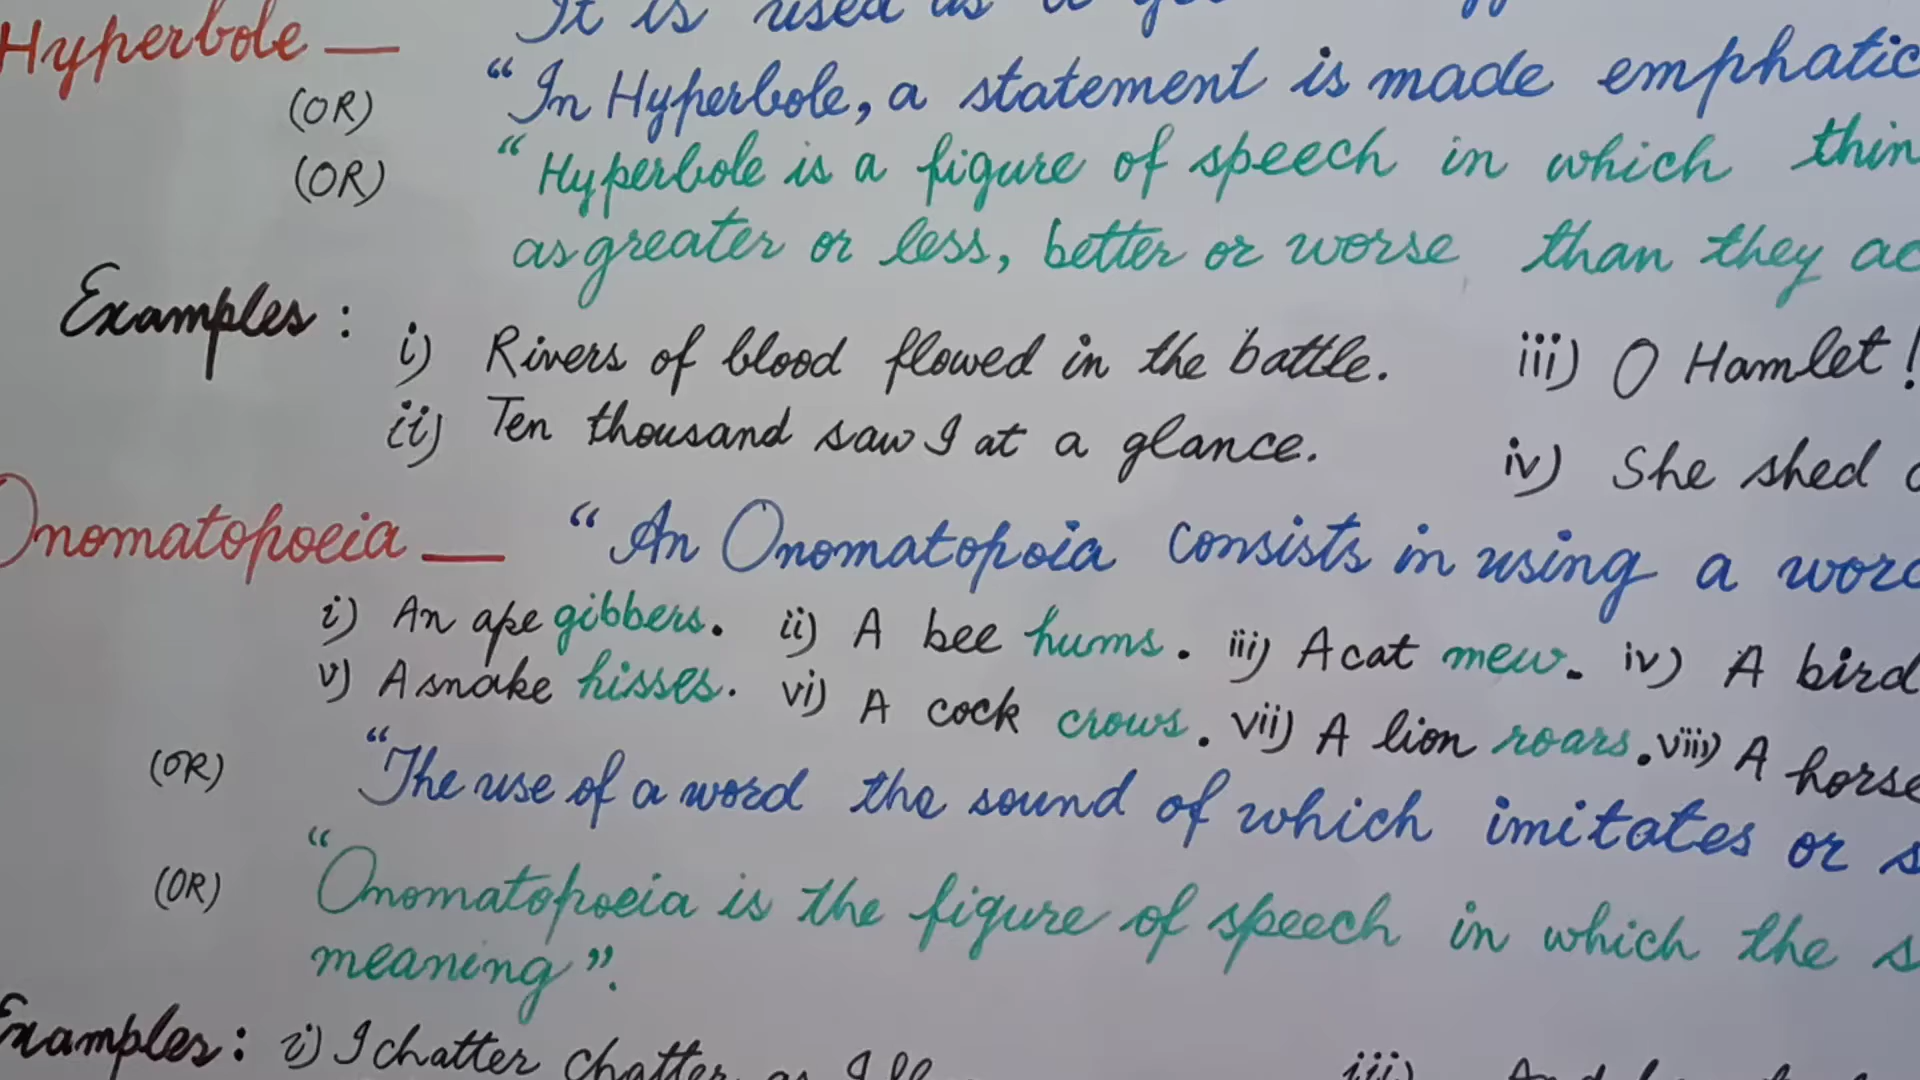 It is used as a
Hyperbole —
(OR) “In Hyperbole, a statement is made emphatic
(OR) “Hyperbole is a figure of speech in which thin
as greater or less, better or worse than they ac
Examples :
i) Rivers of blood flowed in the battle. iii) O Hamlet!
ii) Ten thousand saw I at a glance. iv) She shed
Onomatopoeia — “An Onomatopoia consists in using a word
i) An ape gibbers. ii) A bee hums. iii) A cat mew. iv) A bird
v) A snake hisses. vi) A cock crows. vii) A lion roars. viii) A horse
(OR) “The use of a word the sound of which imitates or s
(OR) “Onomatopoeia is the figure of speech in which the s
meaning”.
Examples: i) I chatter chatter as I iii)